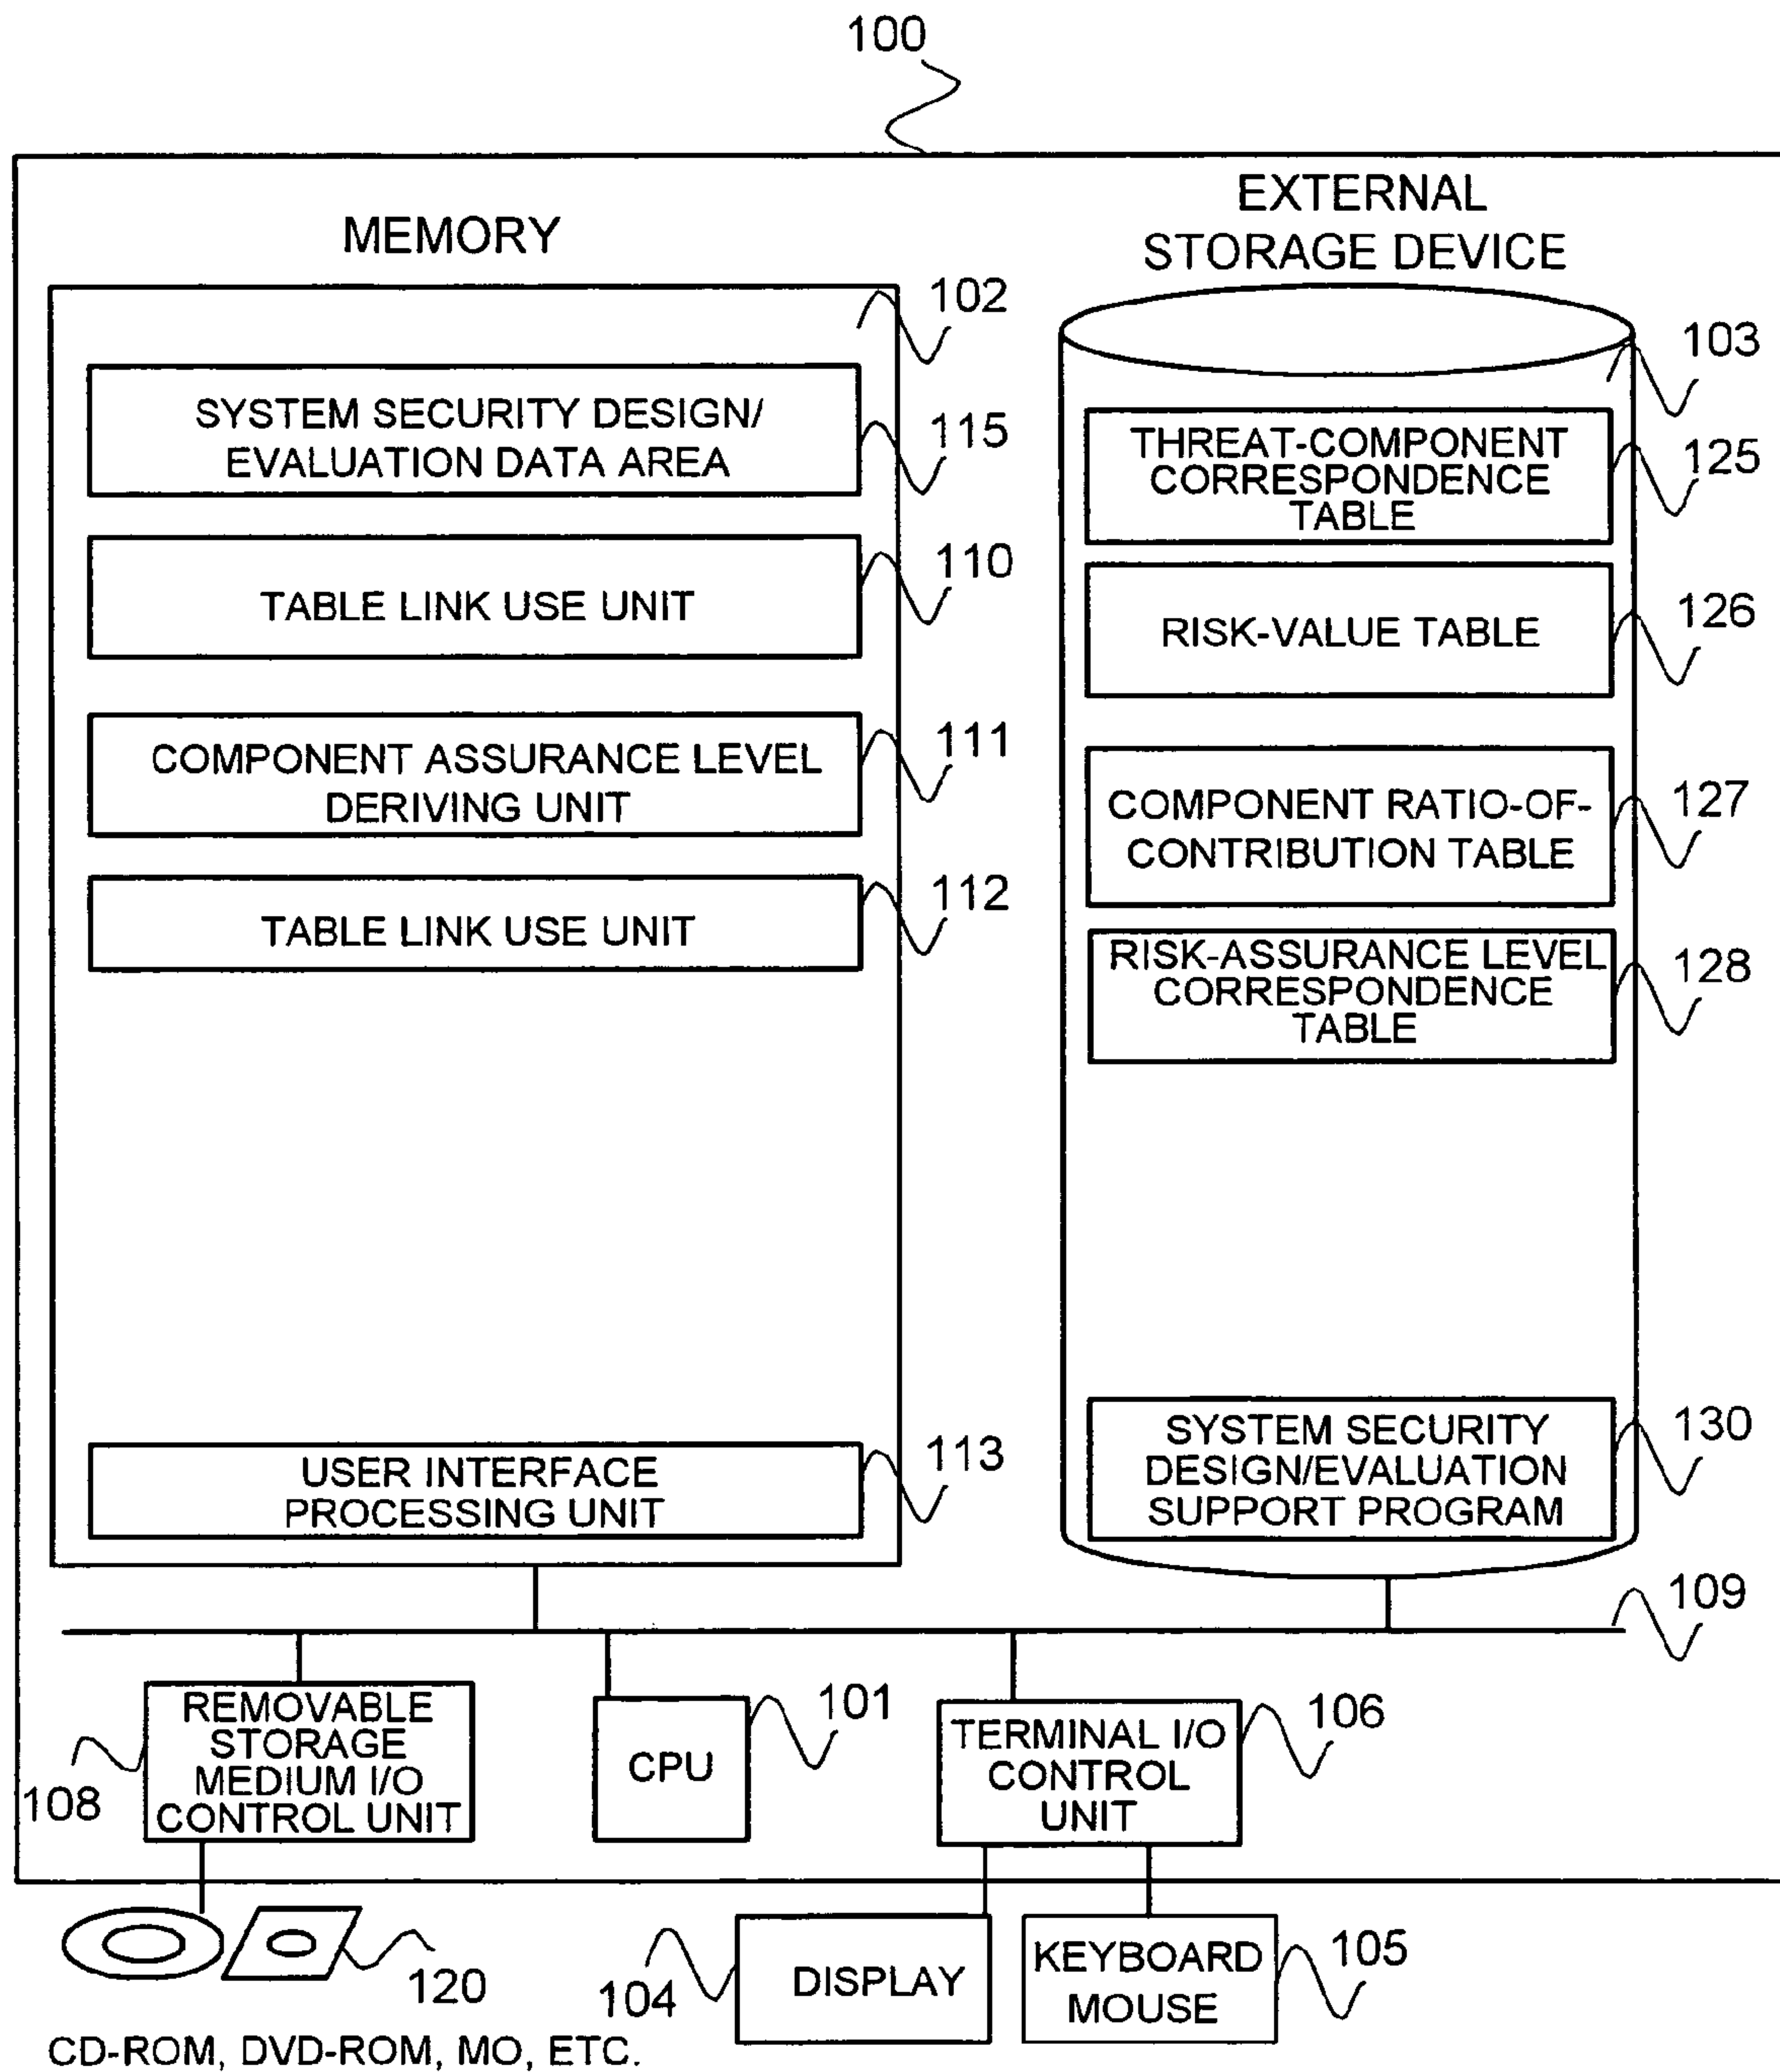 100
MEMORY
EXTERNAL
STORAGE DEVICE
102
103
SYSTEM SECURITY DESIGN/
EVALUATION DATA AREA
115
THREAT-COMPONENT
CORRESPONDENCE
TABLE
125
TABLE LINK USE UNIT
110
RISK-VALUE TABLE
126
COMPONENT ASSURANCE LEVEL
DERIVING UNIT
111
COMPONENT RATIO-OF-
CONTRIBUTION TABLE
127
TABLE LINK USE UNIT
112
RISK-ASSURANCE LEVEL
CORRESPONDENCE
TABLE
128
USER INTERFACE
PROCESSING UNIT
113
SYSTEM SECURITY
DESIGN/EVALUATION
SUPPORT PROGRAM
130
109
REMOVABLE
STORAGE
MEDIUM I/O
CONTROL UNIT
108
CPU
101
TERMINAL I/O
CONTROL
UNIT
106
120
DISPLAY
104
KEYBOARD
MOUSE
105
CD-ROM, DVD-ROM, MO, ETC.